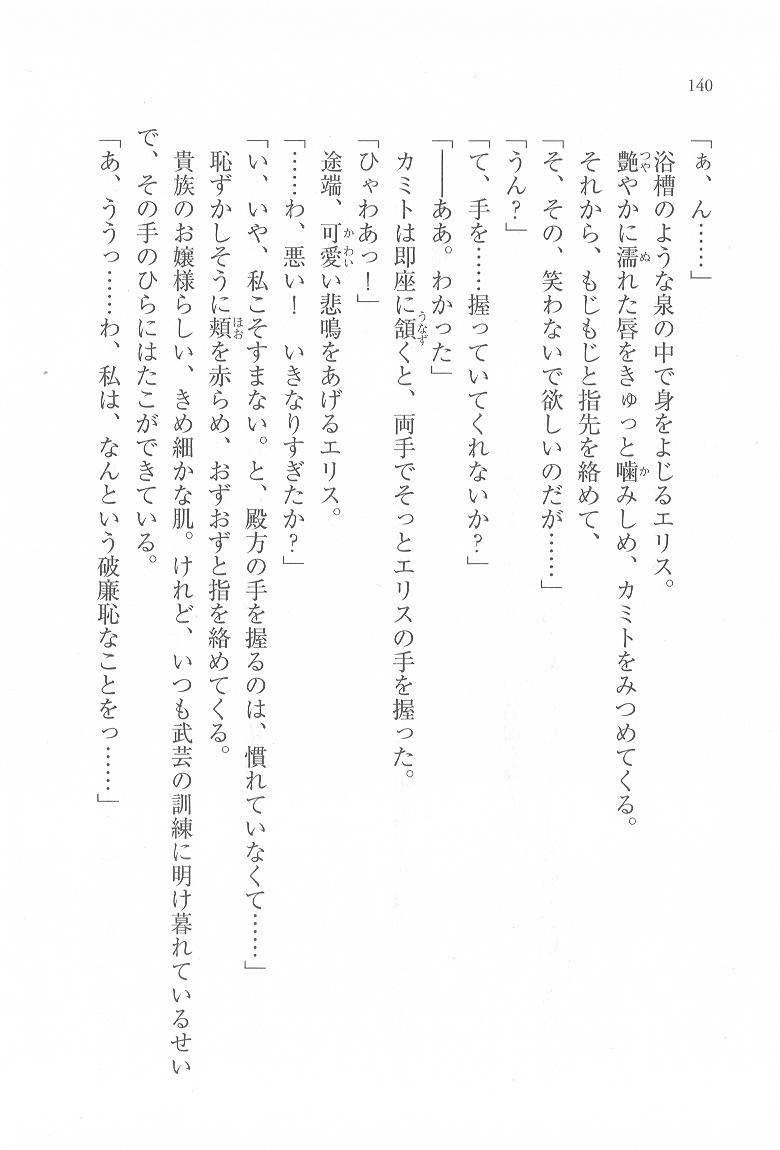 140
「ぁ、ん……」
浴槽のような泉の中で身をよじるエリス。
艶やかに濡れた唇をきゅっと噛みしめ、カミトをみつめてくる。
それから、もじもじと指先を絡めて、
「そ、その、笑わないで欲しいのだが……」
「うん？」
「て、手を……握っていてくれないか？」
「――ああ。わかった」
カミトは即座に頷くと、両手でそっとエリスの手を握った。
「ひゃわあっ！」
途端、可愛い悲鳴をあげるエリス。
「……わ、悪い！　いきなりすぎたか？」
「い、いや、私こそすまない。と、殿方の手を握るのは、慣れていなくて……」
恥ずかしそうに頬を赤らめ、おずおずと指を絡めてくる。
貴族のお嬢様らしい、きめ細かな肌。けれど、いつも武芸の訓練に明け暮れているせい
で、その手のひらにはたこができている。
「あ、ううっ……わ、私は、なんという破廉恥なことをっ……」